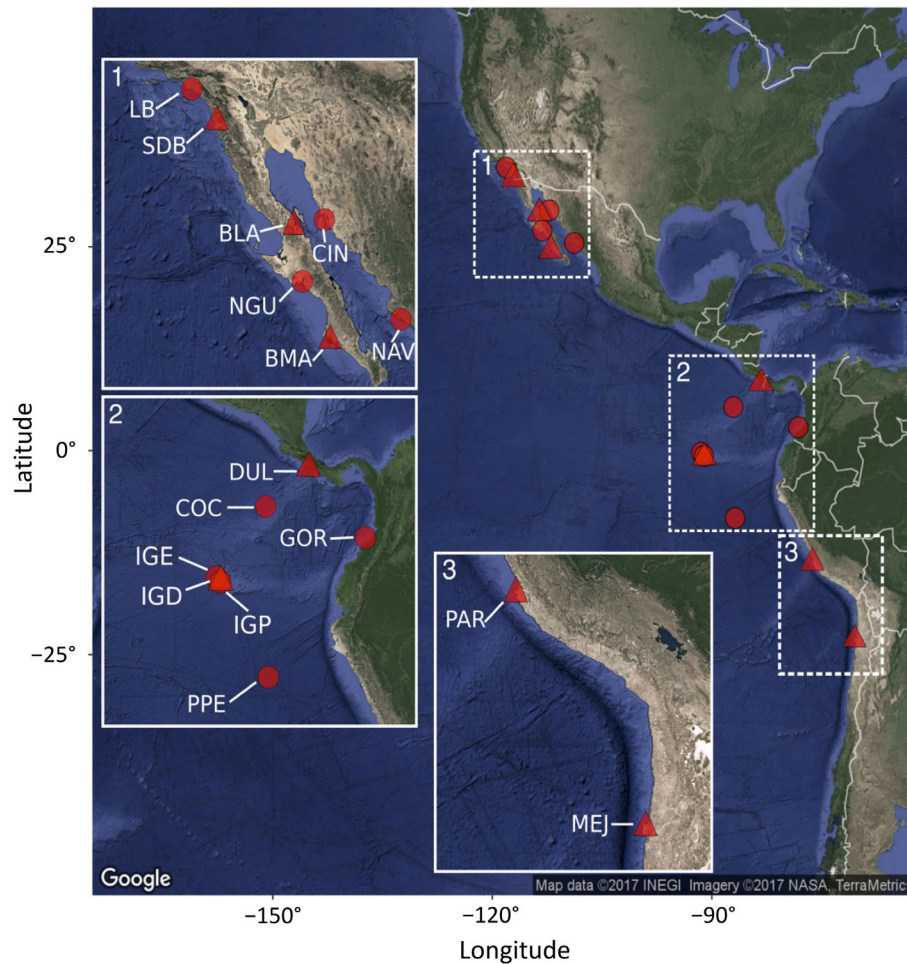 1
LB
SDB
BLA
CIN
NGU
BMA
NAV
2
DUL
COC
GOR
IGE
IGD
IGP
PPE
3
PAR
MEJ
1
2
3
25°
0°
−25°
Latitude
−150°
−120°
−90°
Longitude
Google
Map data ©2017 INEGI Imagery ©2017 NASA, TerraMetrics